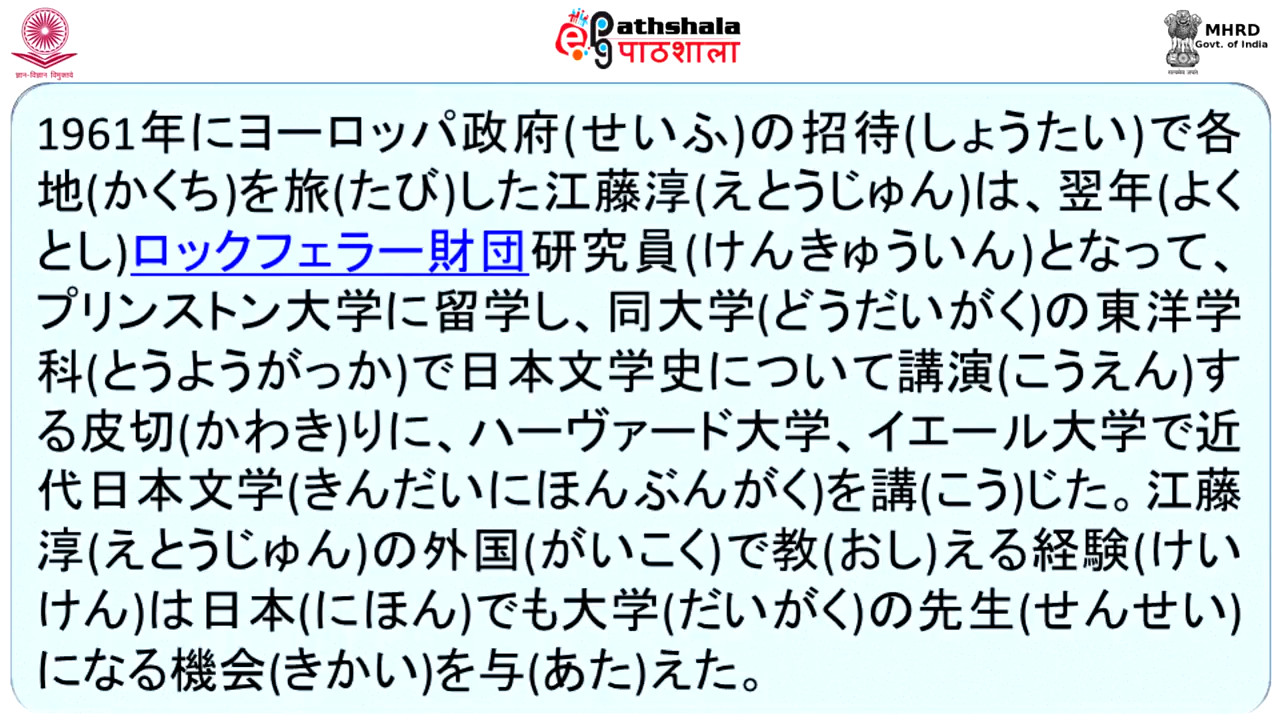 ज्ञान-विज्ञान विमुक्तये
Pathshala
पाठशाला
MHRD
Govt. of India
सत्यमेव जयते
1961年にヨーロッパ政府(せいふ)の招待(しょうたい)で各
地(かくち)を旅(たび)した江藤淳(えとうじゅん)は、翌年(よく
とし)ロックフェラー財団研究員(けんきゅういん)となって、
プリンストン大学に留学し、同大学(どうだいがく)の東洋学
科(とうようがっか)で日本文学史について講演(こうえん)す
る皮切(かわき)りに、ハーヴァード大学、イエール大学で近
代日本文学(きんだいにほんぶんがく)を講(こう)じた。江藤
淳(えとうじゅん)の外国(がいこく)で教(おし)える経験(けい
けん)は日本(にほん)でも大学(だいがく)の先生(せんせい)
になる機会(きかい)を与(あた)えた。